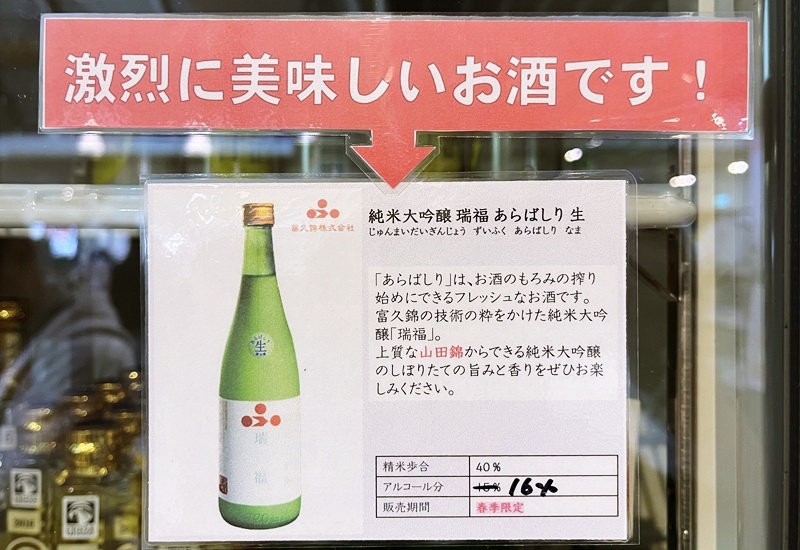 激烈に美味しいお酒です！
富久錦株式会社
純米大吟醸 瑞福 あらばしり 生
じゅんまいだいぎんじょう ずいふく あらばしり なま
「あらばしり」は、お酒のもろみの搾り
始めにできるフレッシュなお酒です。
富久錦の技術の粋をかけた純米大吟
醸「瑞福」。
上質な山田錦からできる純米大吟醸
のしぼりたての旨みと香りをぜひお楽
しみください。
生
瑞
福
精米歩合 40%
アルコール分 15% 16%
販売期間 春季限定